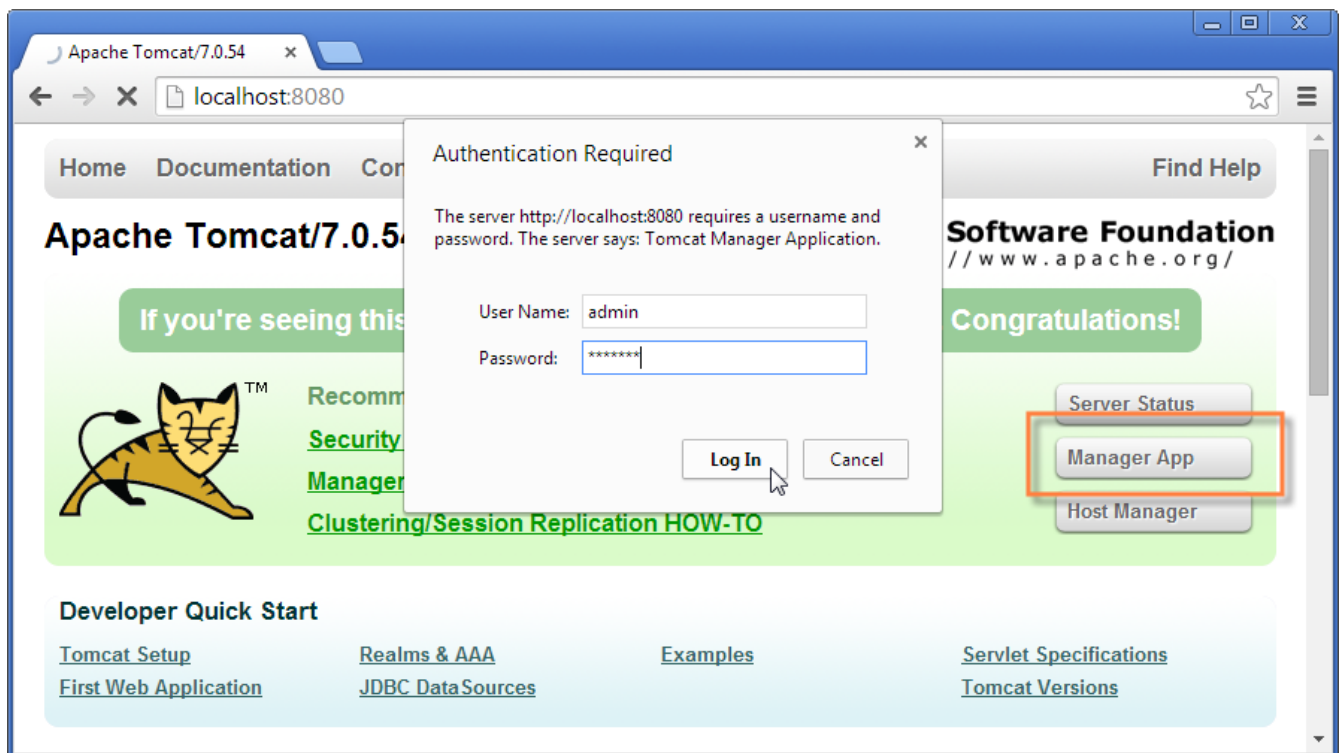 Apache Tomcat/7.0.54
localhost:8080
Home Documentation Con
Find Help
Authentication Required
The server http://localhost:8080 requires a username and
password. The server says: Tomcat Manager Application.
User Name: admin
Password: *******
Log In Cancel
Apache Tomcat/7.0.54
Software Foundation
//www.apache.org/
If you're seeing this
Congratulations!
TM
Recomm
Security
Manager
Clustering/Session Replication HOW-TO
Server Status
Manager App
Host Manager
Developer Quick Start
Tomcat Setup Realms & AAA Examples Servlet Specifications
First Web Application JDBC DataSources Tomcat Versions